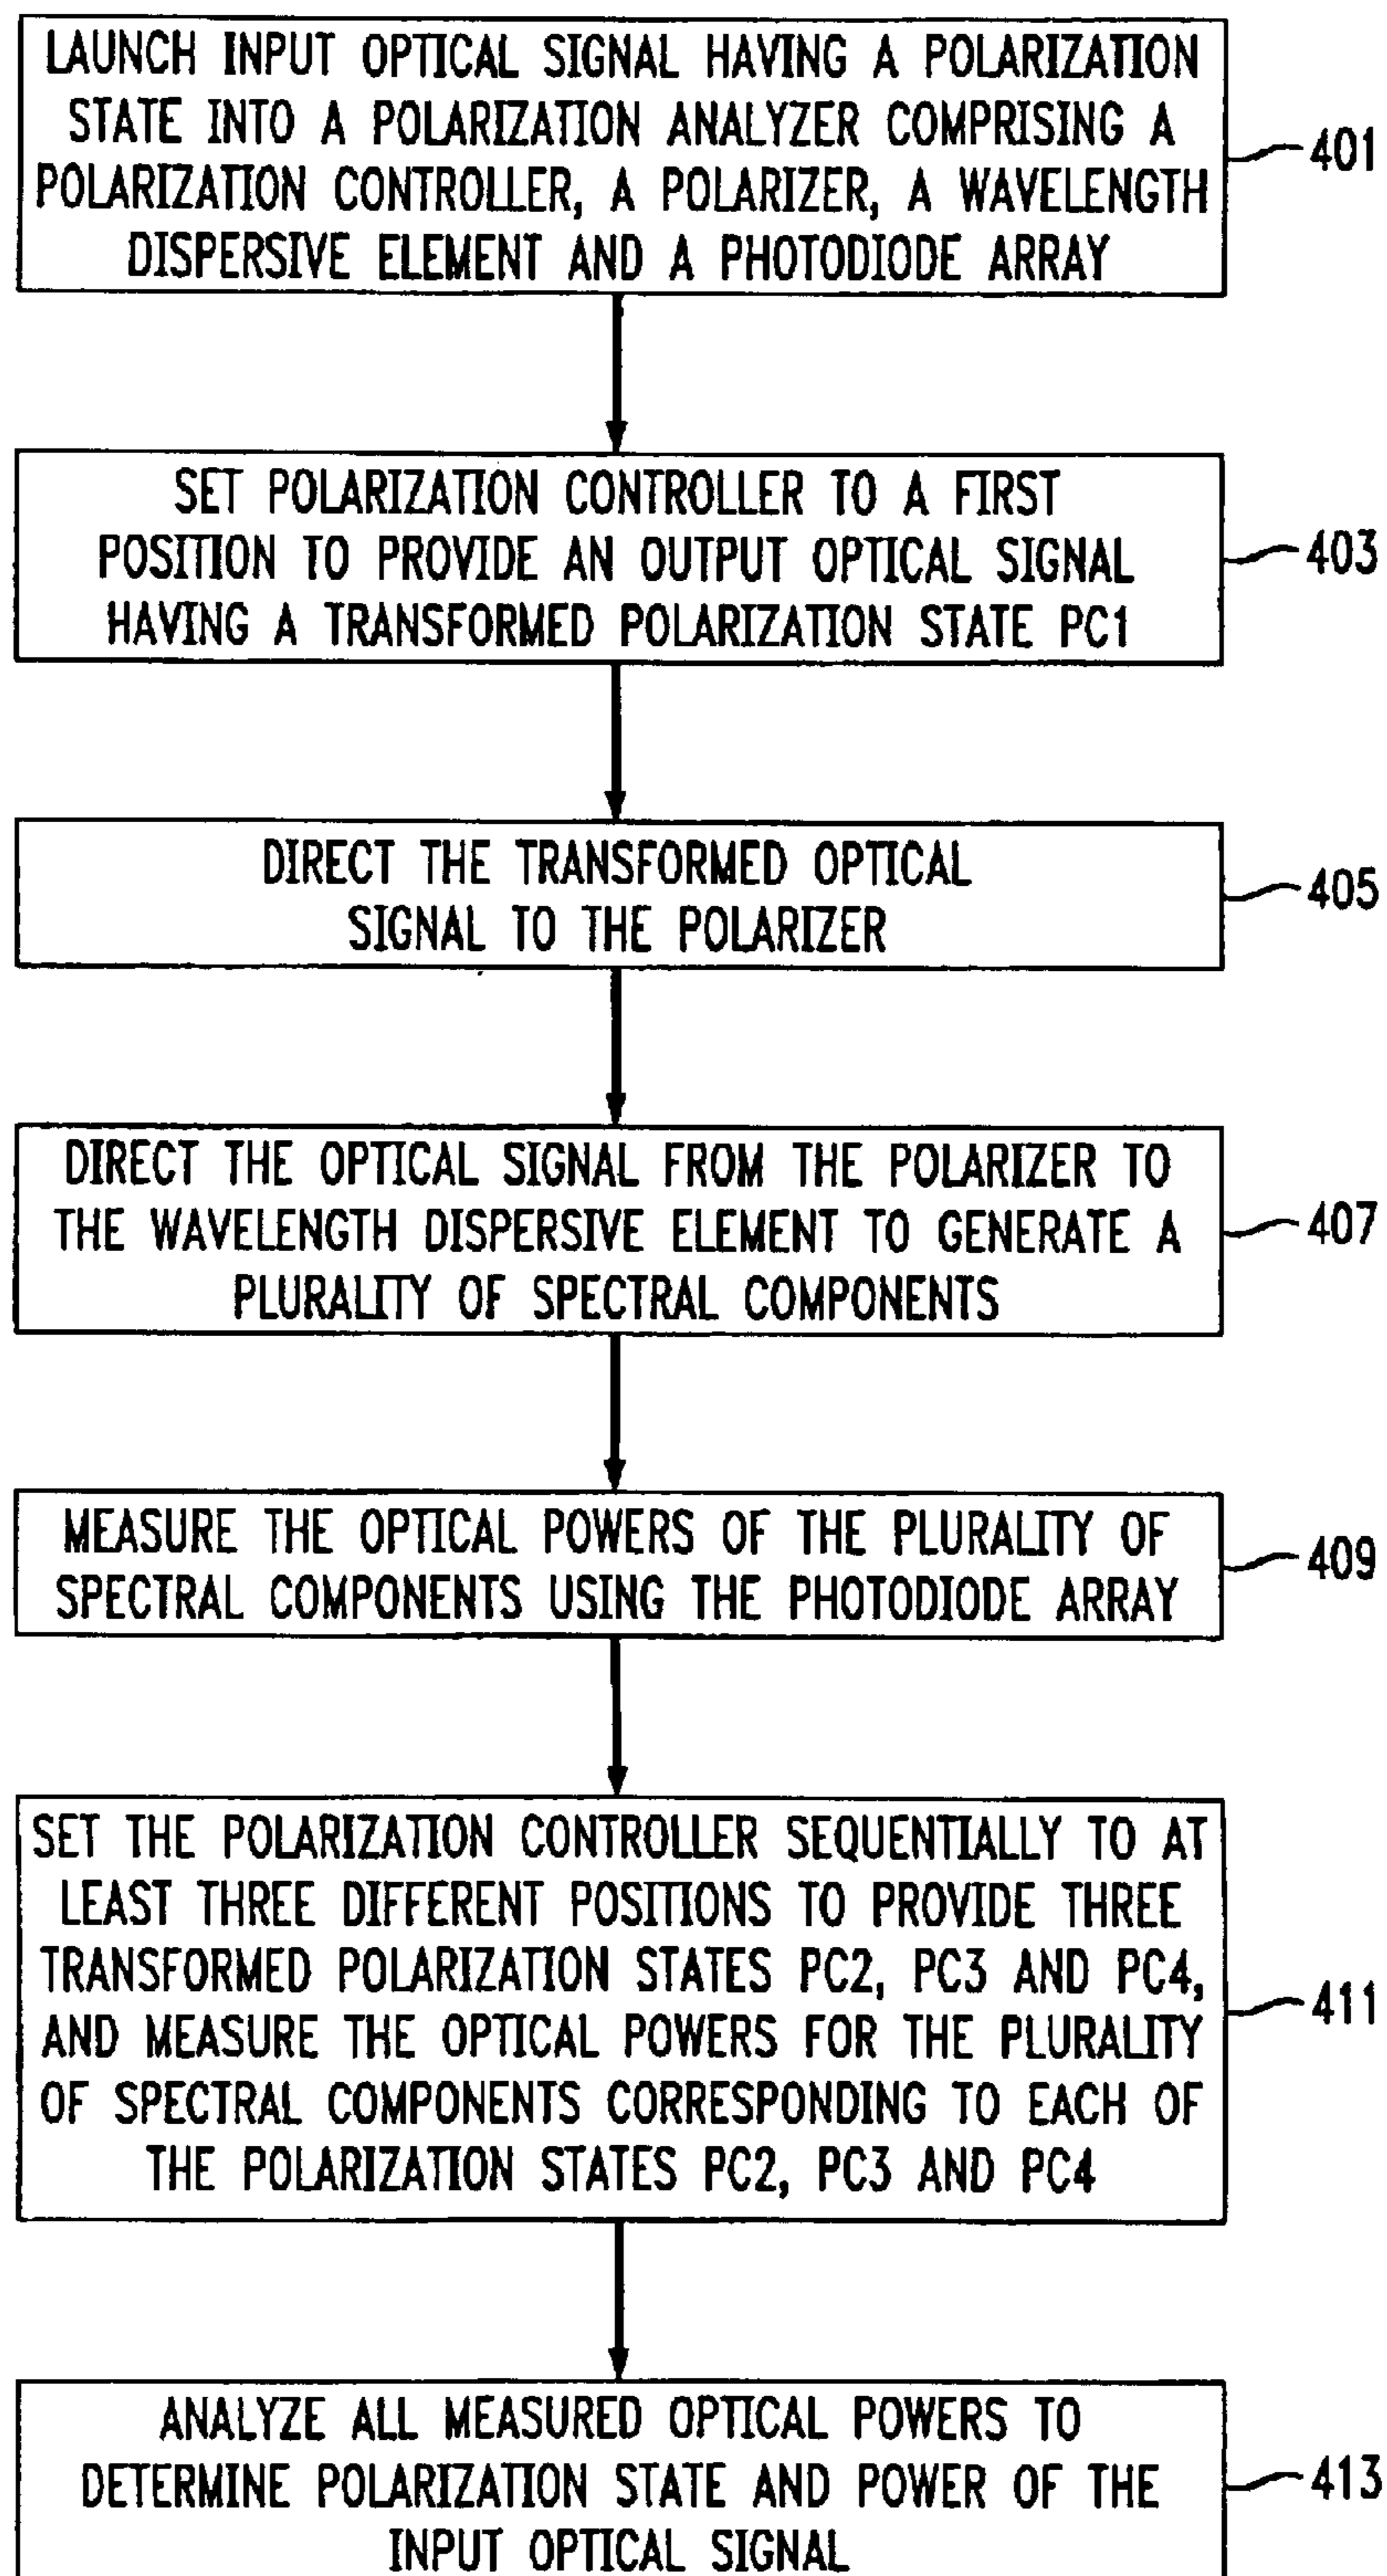 LAUNCH INPUT OPTICAL SIGNAL HAVING A POLARIZATION
STATE INTO A POLARIZATION ANALYZER COMPRISING A
POLARIZATION CONTROLLER, A POLARIZER, A WAVELENGTH
DISPERSIVE ELEMENT AND A PHOTODIODE ARRAY
401
SET POLARIZATION CONTROLLER TO A FIRST
POSITION TO PROVIDE AN OUTPUT OPTICAL SIGNAL
HAVING A TRANSFORMED POLARIZATION STATE PC1
403
DIRECT THE TRANSFORMED OPTICAL
SIGNAL TO THE POLARIZER
405
DIRECT THE OPTICAL SIGNAL FROM THE POLARIZER TO
THE WAVELENGTH DISPERSIVE ELEMENT TO GENERATE A
PLURALITY OF SPECTRAL COMPONENTS
407
MEASURE THE OPTICAL POWERS OF THE PLURALITY OF
SPECTRAL COMPONENTS USING THE PHOTODIODE ARRAY
409
SET THE POLARIZATION CONTROLLER SEQUENTIALLY TO AT
LEAST THREE DIFFERENT POSITIONS TO PROVIDE THREE
TRANSFORMED POLARIZATION STATES PC2, PC3 AND PC4,
AND MEASURE THE OPTICAL POWERS FOR THE PLURALITY
OF SPECTRAL COMPONENTS CORRESPONDING TO EACH OF
THE POLARIZATION STATES PC2, PC3 AND PC4
411
ANALYZE ALL MEASURED OPTICAL POWERS TO
DETERMINE POLARIZATION STATE AND POWER OF THE
INPUT OPTICAL SIGNAL
413